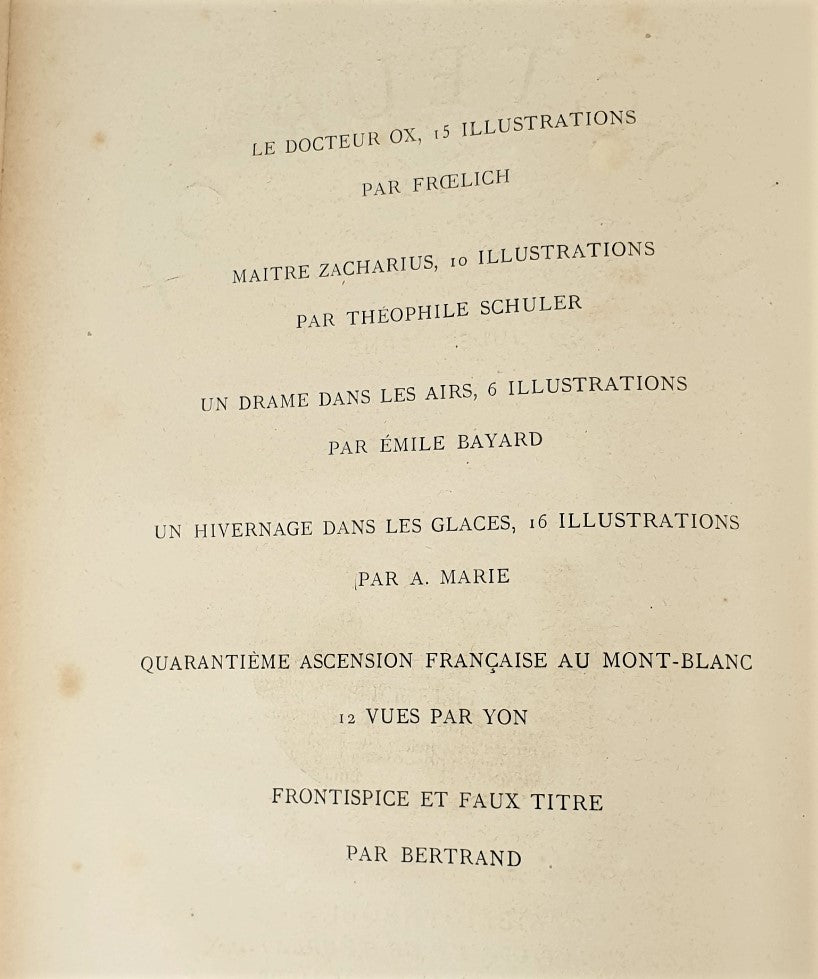 LE DOCTEUR OX, 15 ILLUSTRATIONS
PAR FRŒLICH
MAITRE ZACHARIUS, 10 ILLUSTRATIONS
PAR THÉOPHILE SCHULER
UN DRAME DANS LES AIRS, 6 ILLUSTRATIONS
PAR ÉMILE BAYARD
UN HIVERNAGE DANS LES GLACES, 16 ILLUSTRATIONS
PAR A. MARIE
QUARANTIÈME ASCENSION FRANÇAISE AU MONT-BLANC
12 VUES PAR YON
FRONTISPICE ET FAUX TITRE
PAR BERTRAND